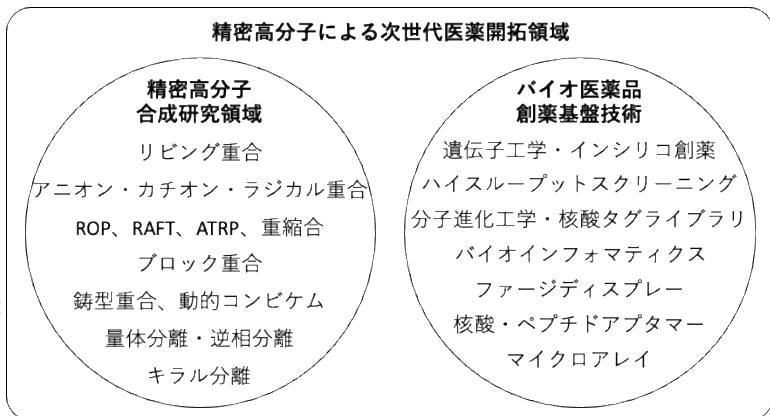 精密高分子による次世代医薬開拓領域
精密高分子
合成研究領域
リビング重合
アニオン・カチオン・ラジカル重合
ROP、RAFT、ATRP、重縮合
ブロック重合
鋳型重合、動的コンビケム
量体分離・逆相分離
キラル分離
バイオ医薬品
創薬基盤技術
遺伝子工学・インシリコ創薬
ハイスループットスクリーニング
分子進化工学・核酸タグライブラリ
バイオインフォマティクス
ファージディスプレー
核酸・ペプチドアプタマー
マイクロアレイ